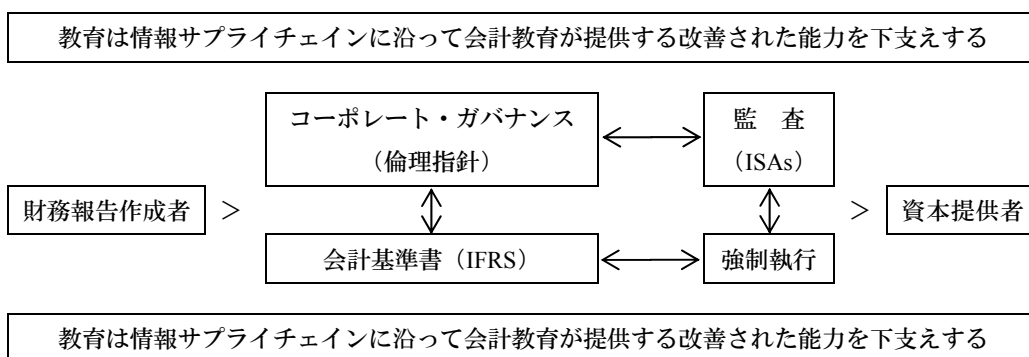 教育は情報サプライチェインに沿って会計教育が提供する改善された能力を下支えする
コーポレート・ガバナンス
（倫理指針）
監　査
（ISAs）
財務報告作成者
>
>
資本提供者
会計基準書（IFRS）
強制執行
教育は情報サプライチェインに沿って会計教育が提供する改善された能力を下支えする